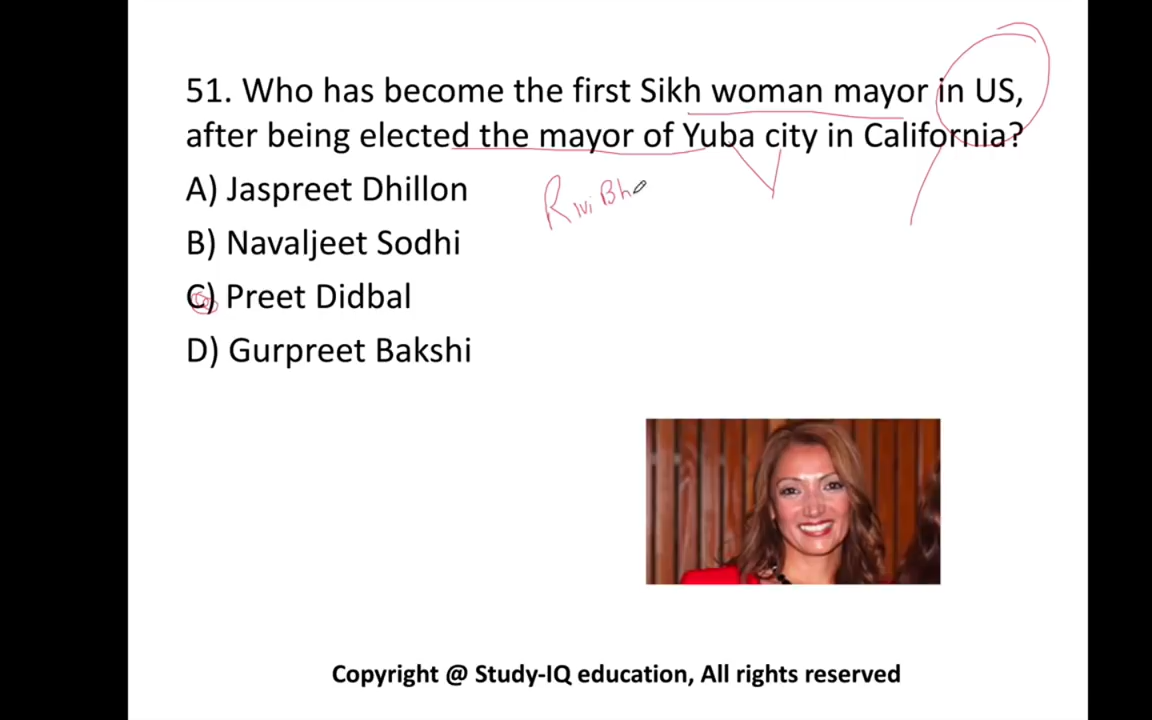 51. Who has become the first Sikh woman mayor in US,
after being elected the mayor of Yuba city in California?
A) Jaspreet Dhillon
B) Navaljeet Sodhi
C) Preet Didbal
D) Gurpreet Bakshi
Copyright @ Study-IQ education, All rights reserved